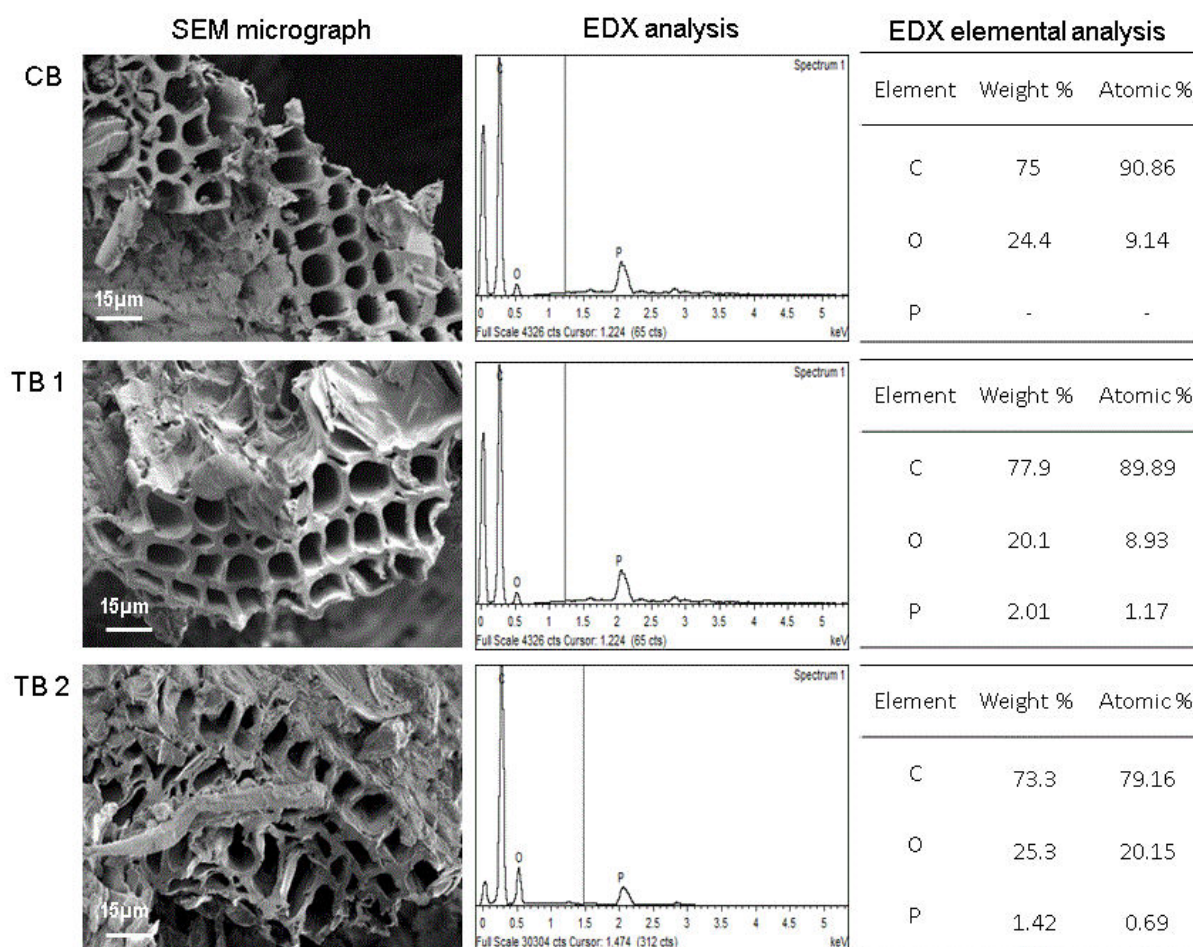 SEM micrograph EDX analysis EDX elemental analysis
CB
15µm
Spectrum 1
C
O
P
0 0.5 1 1.5 2 2.5 3 3.5 4 4.5 5
Full Scale 4326 cts Cursor: 1.224 (65 cts) keV
Element Weight % Atomic %
C 75 90.86
O 24.4 9.14
P - -
TB 1
15µm
Spectrum 1
C
O
P
0 0.5 1 1.5 2 2.5 3 3.5 4 4.5 5
Full Scale 4326 cts Cursor: 1.224 (65 cts) keV
Element Weight % Atomic %
C 77.9 89.89
O 20.1 8.93
P 2.01 1.17
TB 2
15µm
Spectrum 1
C
O
P
0 0.5 1 1.5 2 2.5 3 3.5 4 4.5 5
Full Scale 30304 cts Cursor: 1.474 (312 cts) keV
Element Weight % Atomic %
C 73.3 79.16
O 25.3 20.15
P 1.42 0.69